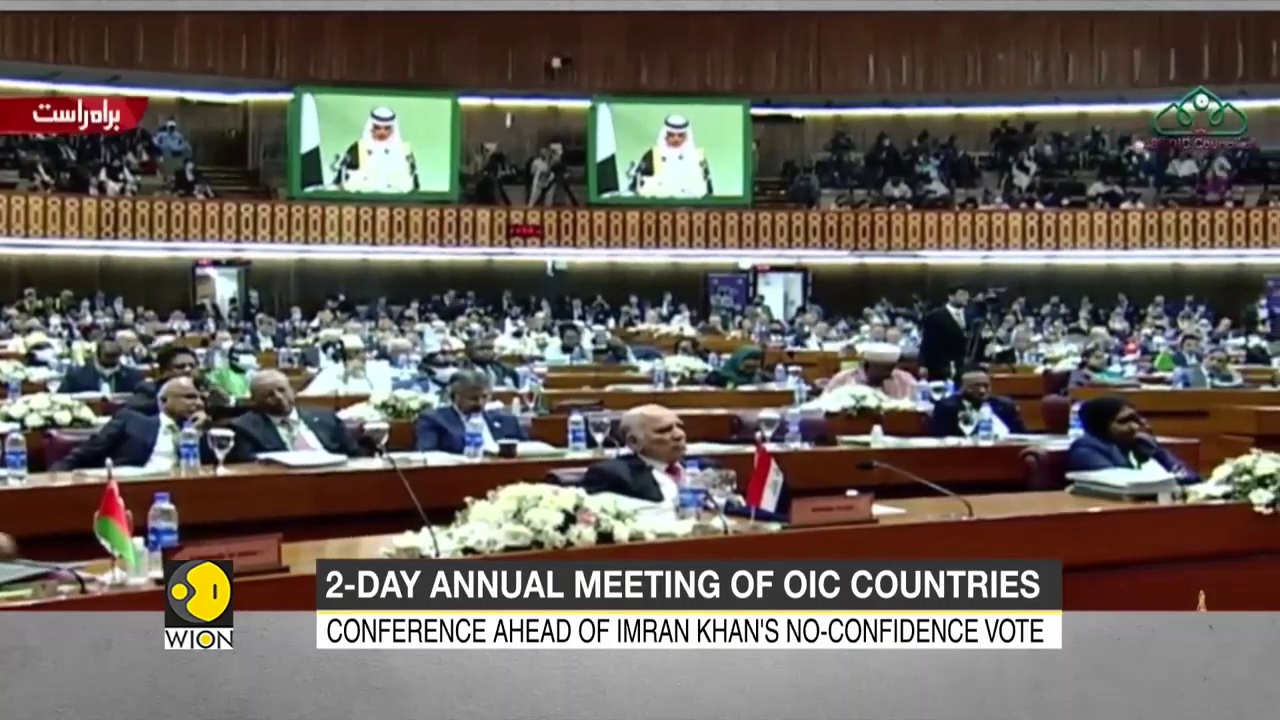 براہ راست
WION
2-DAY ANNUAL MEETING OF OIC COUNTRIES
CONFERENCE AHEAD OF IMRAN KHAN'S NO-CONFIDENCE VOTE